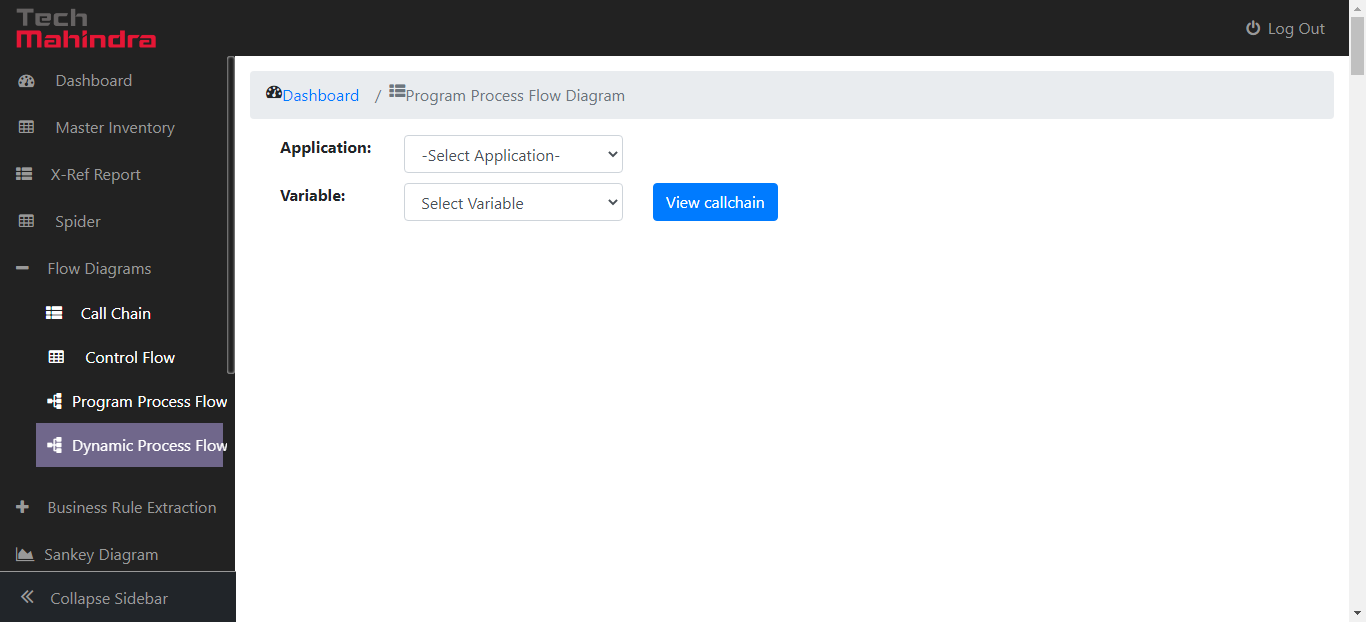 Tech
Mahindra
Log Out
Dashboard
Master Inventory
X-Ref Report
Spider
Flow Diagrams
Call Chain
Control Flow
Program Process Flow
Dynamic Process Flow
Business Rule Extraction
Sankey Diagram
Collapse Sidebar
Dashboard / Program Process Flow Diagram
Application: -Select Application-
Variable: Select Variable View callchain